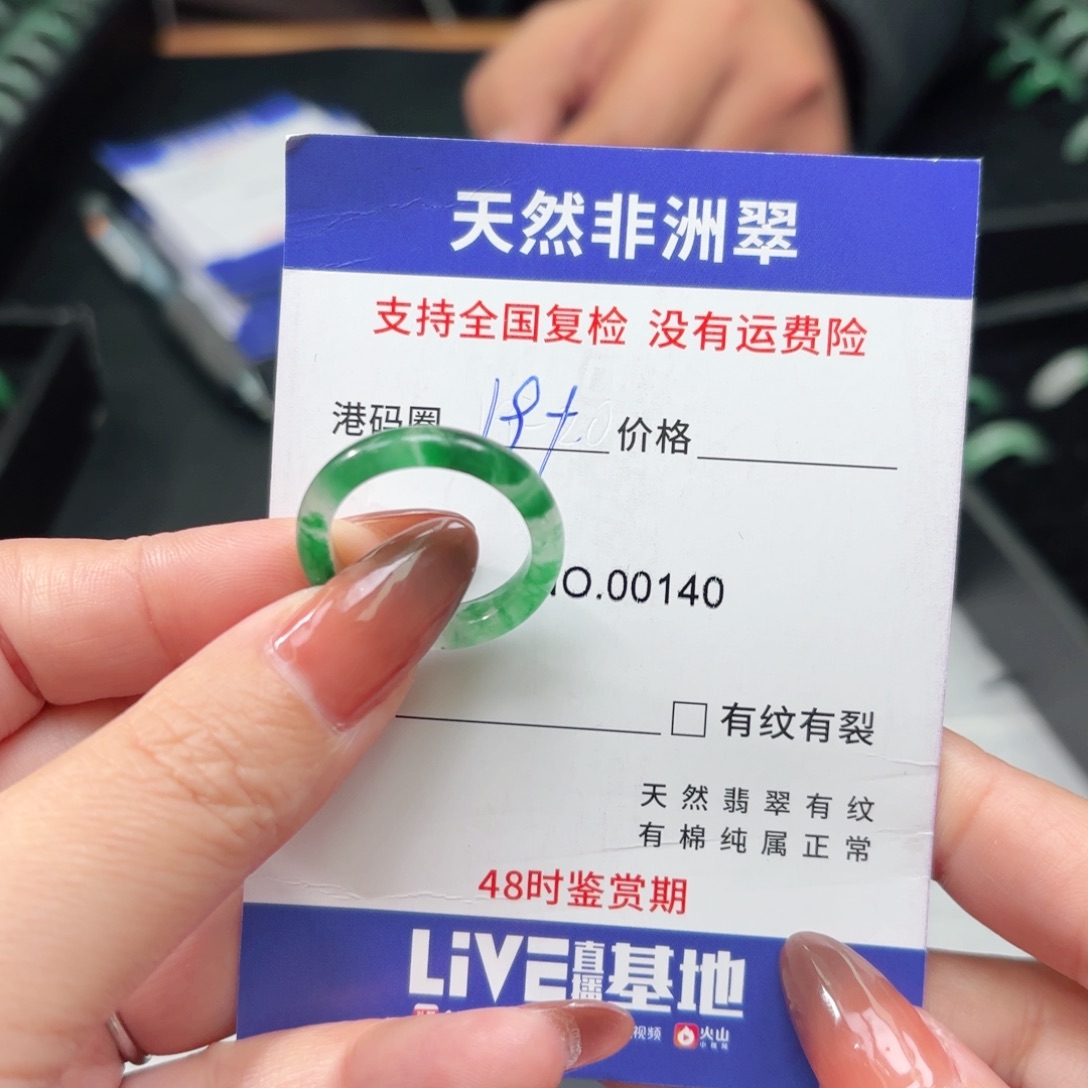 天然非洲翠
支持全国复检 没有运费险
港码圈 19+ 价格
NO.00140
有纹有裂
天然翡翠有纹
有棉纯属正常
48时鉴赏期
LiVE直播基地
视频 火山